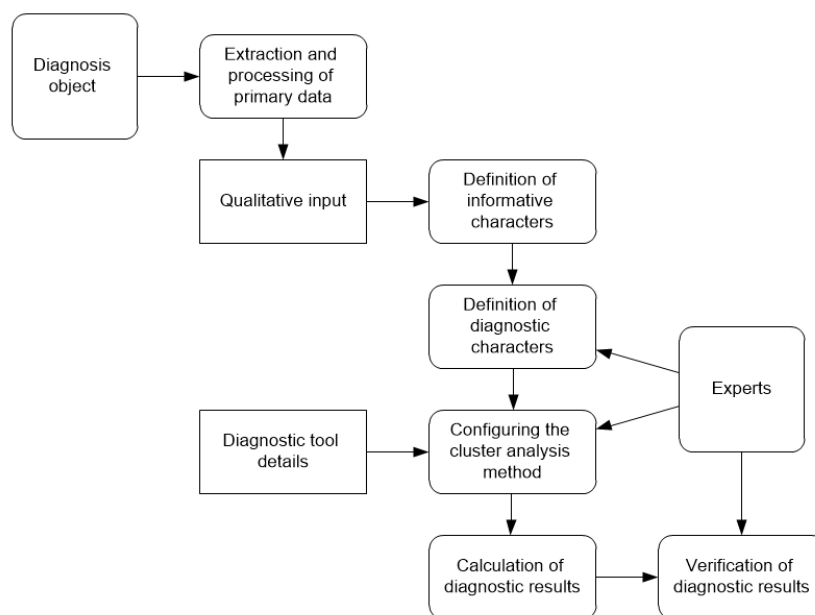 Diagnosis
object
Extraction and
processing of
primary data
Qualitative input
Definition of
informative
characters
Definition of
diagnostic
characters
Experts
Diagnostic tool
details
Configuring the
cluster analysis
method
Calculation of
diagnostic results
Verification of
diagnostic results